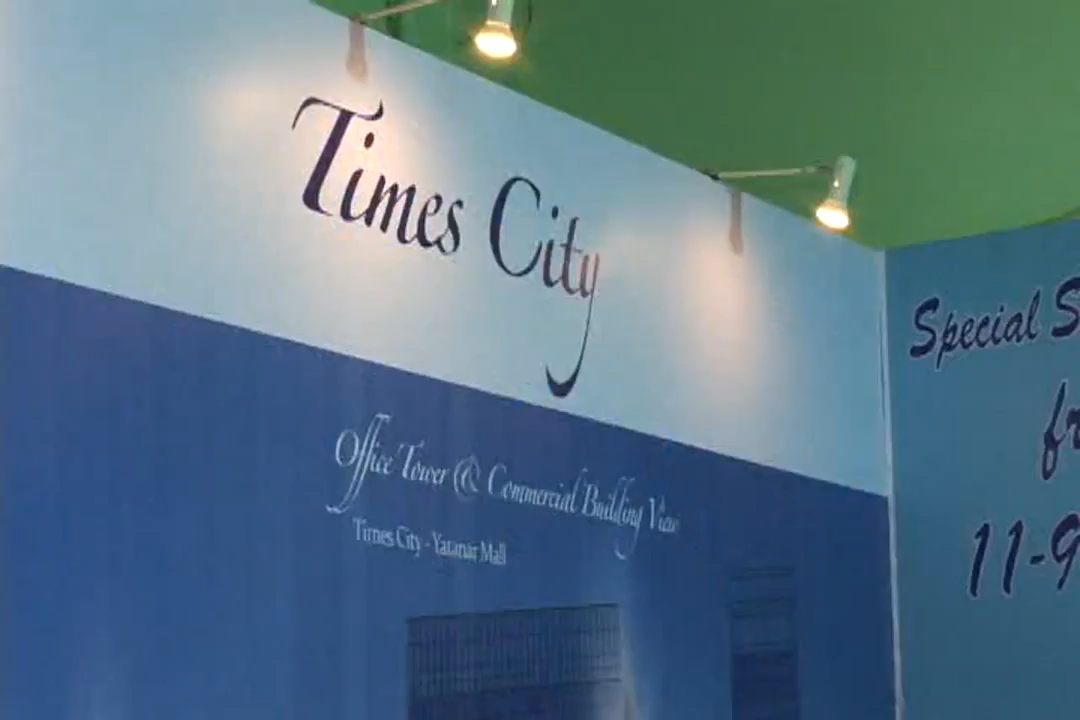 Times City
Office Tower & Commercial Building View
Times City - Yatanar Mall
Special S
fr
11-9